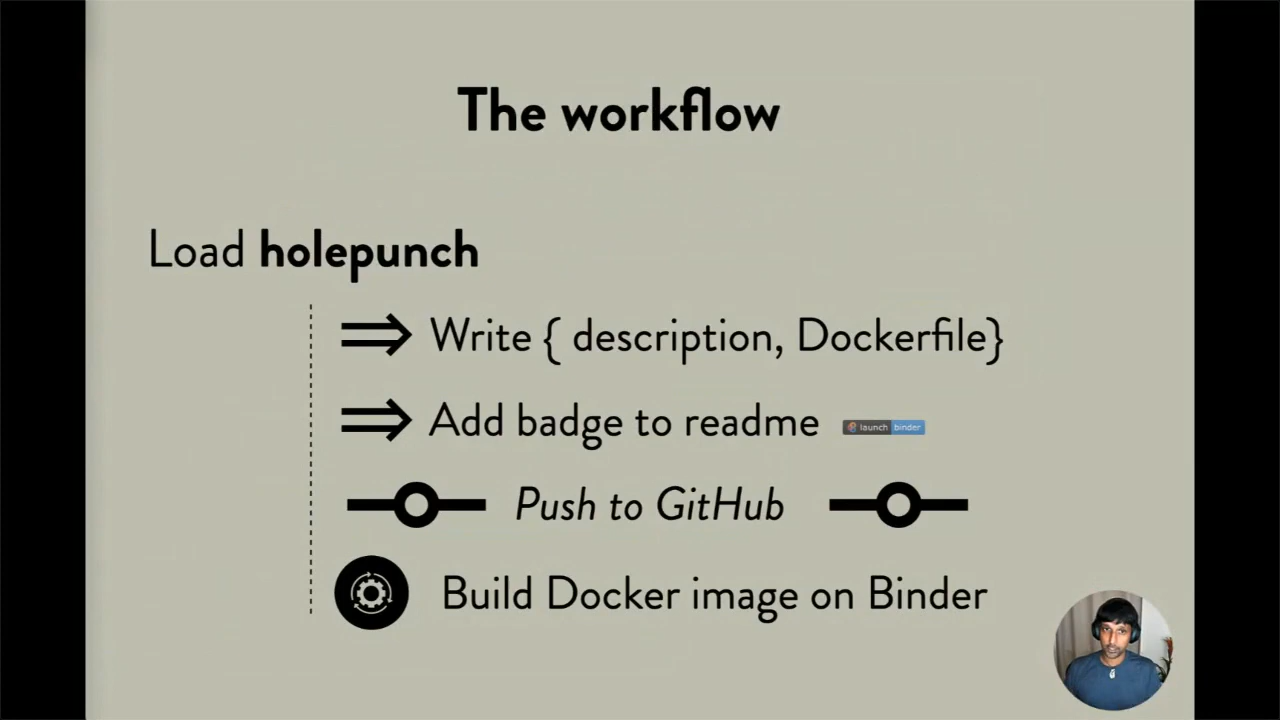 The workflow
Load holepunch
Write { description, Dockerfile}
Add badge to readme launch binder
Push to GitHub
Build Docker image on Binder